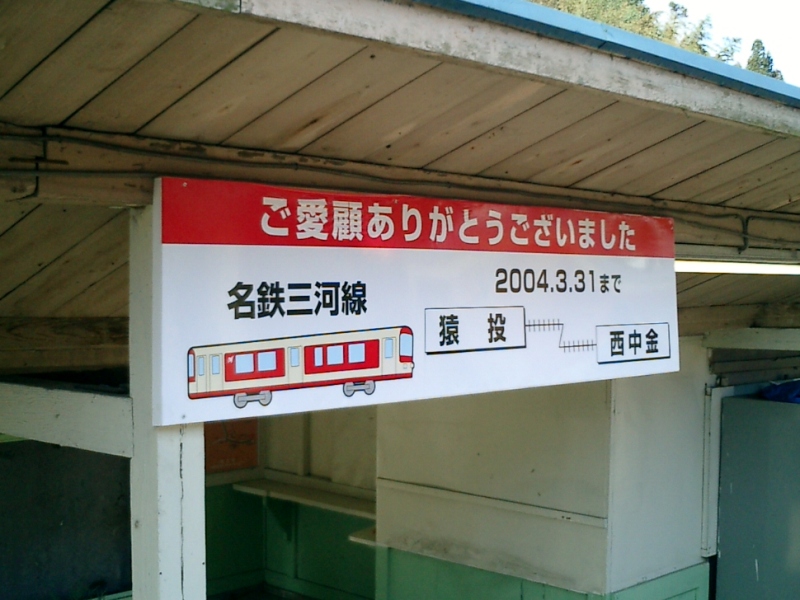 ご愛顧ありがとうございました
2004.3.31まで
名鉄三河線
猿投
西中金